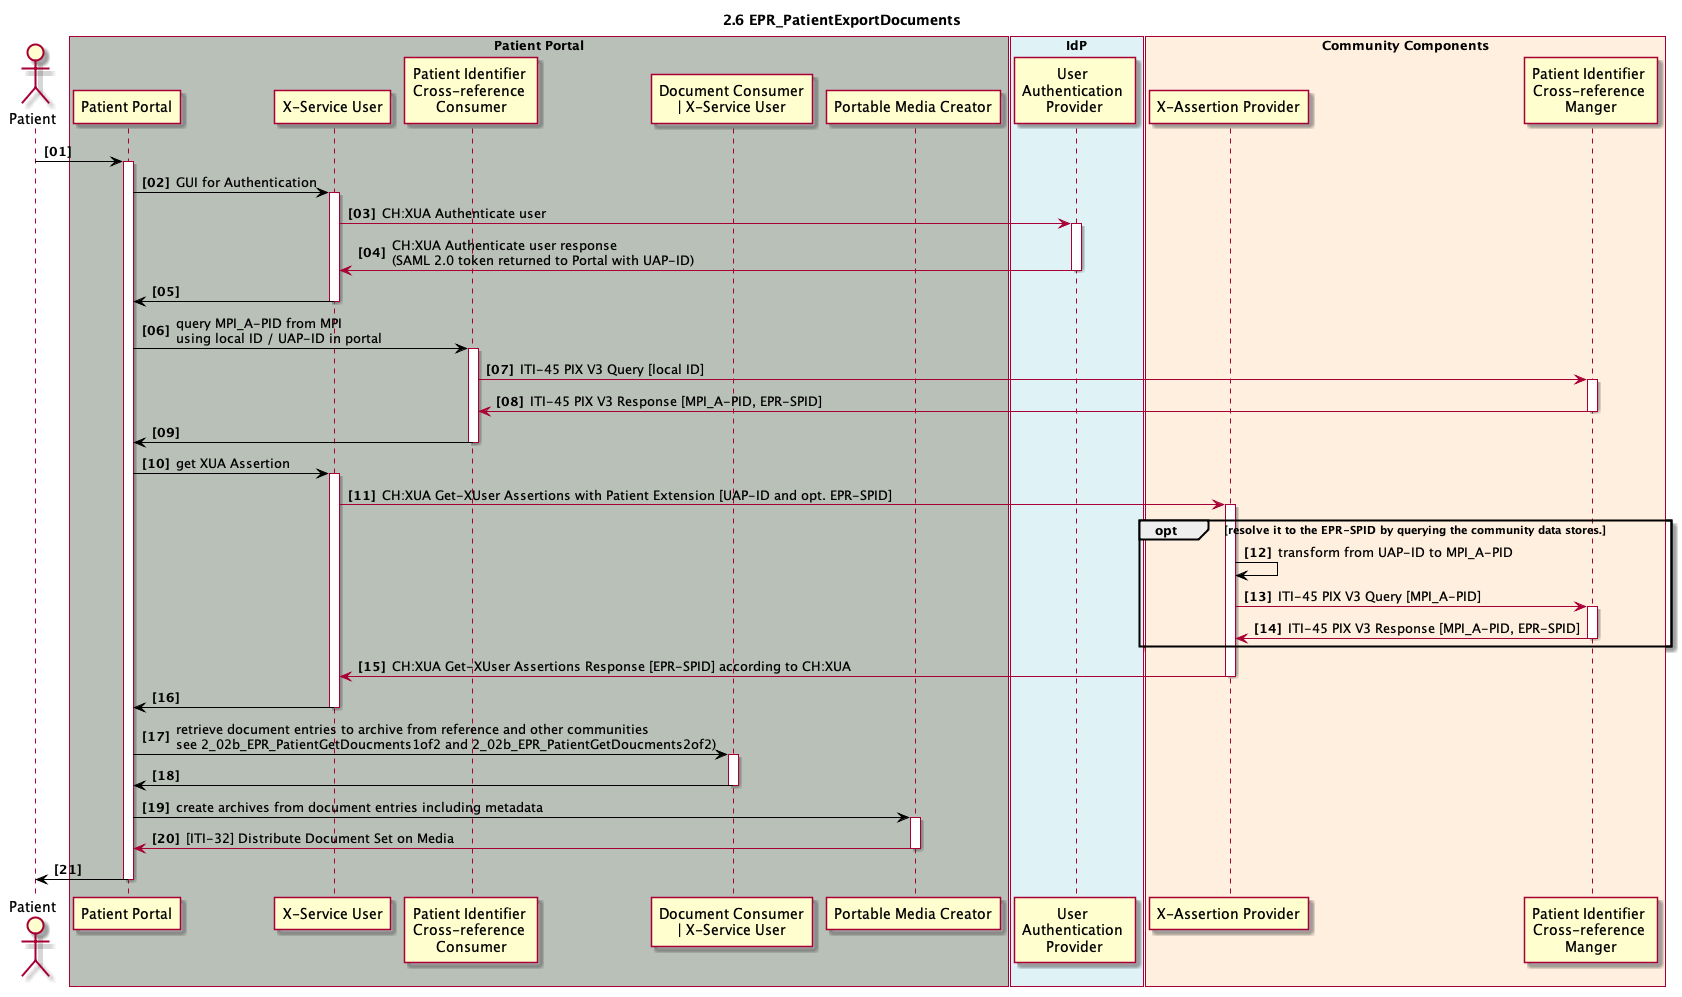 2.6 EPR_PatientExportDocuments
Patient Portal
IdP
Community Components
Patient
Patient Portal
X-Service User
Patient Identifier
Cross-reference
Consumer
Document Consumer
| X-Service User
Portable Media Creator
User
Authentication
Provider
X-Assertion Provider
Patient Identifier
Cross-reference
Manger
[01]
[02] GUI for Authentication
[03] CH:XUA Authenticate user
[04] CH:XUA Authenticate user response
(SAML 2.0 token returned to Portal with UAP-ID)
[05]
[06] query MPI_A-PID from MPI
using local ID / UAP-ID in portal
[07] ITI-45 PIX V3 Query [local ID]
[08] ITI-45 PIX V3 Response [MPI_A-PID, EPR-SPID]
[09]
[10] get XUA Assertion
[11] CH:XUA Get-XUser Assertions with Patient Extension [UAP-ID and opt. EPR-SPID]
opt [resolve it to the EPR-SPID by querying the community data stores.]
[12] transform from UAP-ID to MPI_A-PID
[13] ITI-45 PIX V3 Query [MPI_A-PID]
[14] ITI-45 PIX V3 Response [MPI_A-PID, EPR-SPID]
[15] CH:XUA Get-XUser Assertions Response [EPR-SPID] according to CH:XUA
[16]
[17] retrieve document entries to archive from reference and other communities
see 2_02b_EPR_PatientGetDoucments1of2 and 2_02b_EPR_PatientGetDoucments2of2)
[18]
[19] create archives from document entries including metadata
[20] [ITI-32] Distribute Document Set on Media
[21]
Patient
Patient Portal
X-Service User
Patient Identifier
Cross-reference
Consumer
Document Consumer
| X-Service User
Portable Media Creator
User
Authentication
Provider
X-Assertion Provider
Patient Identifier
Cross-reference
Manger